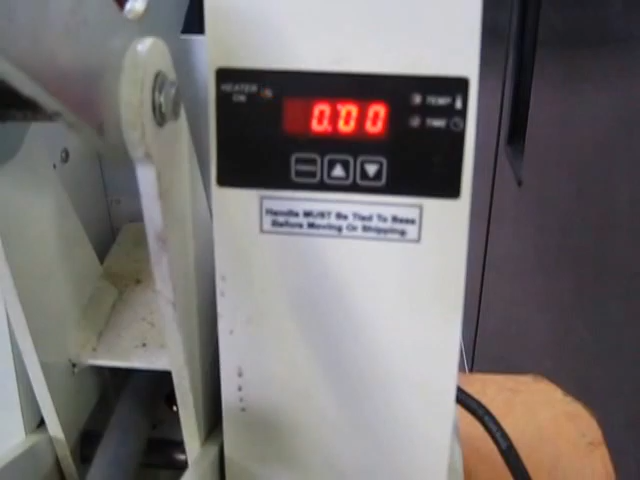 HEATER
ON
0.00
TEMP
TIME
Handle MUST Be Tied To Base
Before Moving Or Shipping.